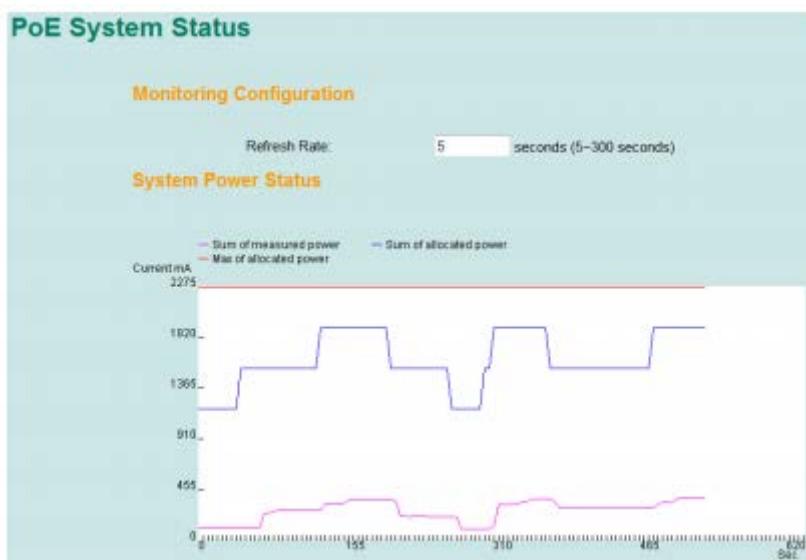 PoE System Status
Monitoring Configuration
Refresh Rate: 5 seconds (5~300 seconds)
System Power Status
Sum of measured power Sum of allocated power
Max of allocated power
Current mA
2275
1820
1365
910
455
0
0 155 310 465 620
Sec.